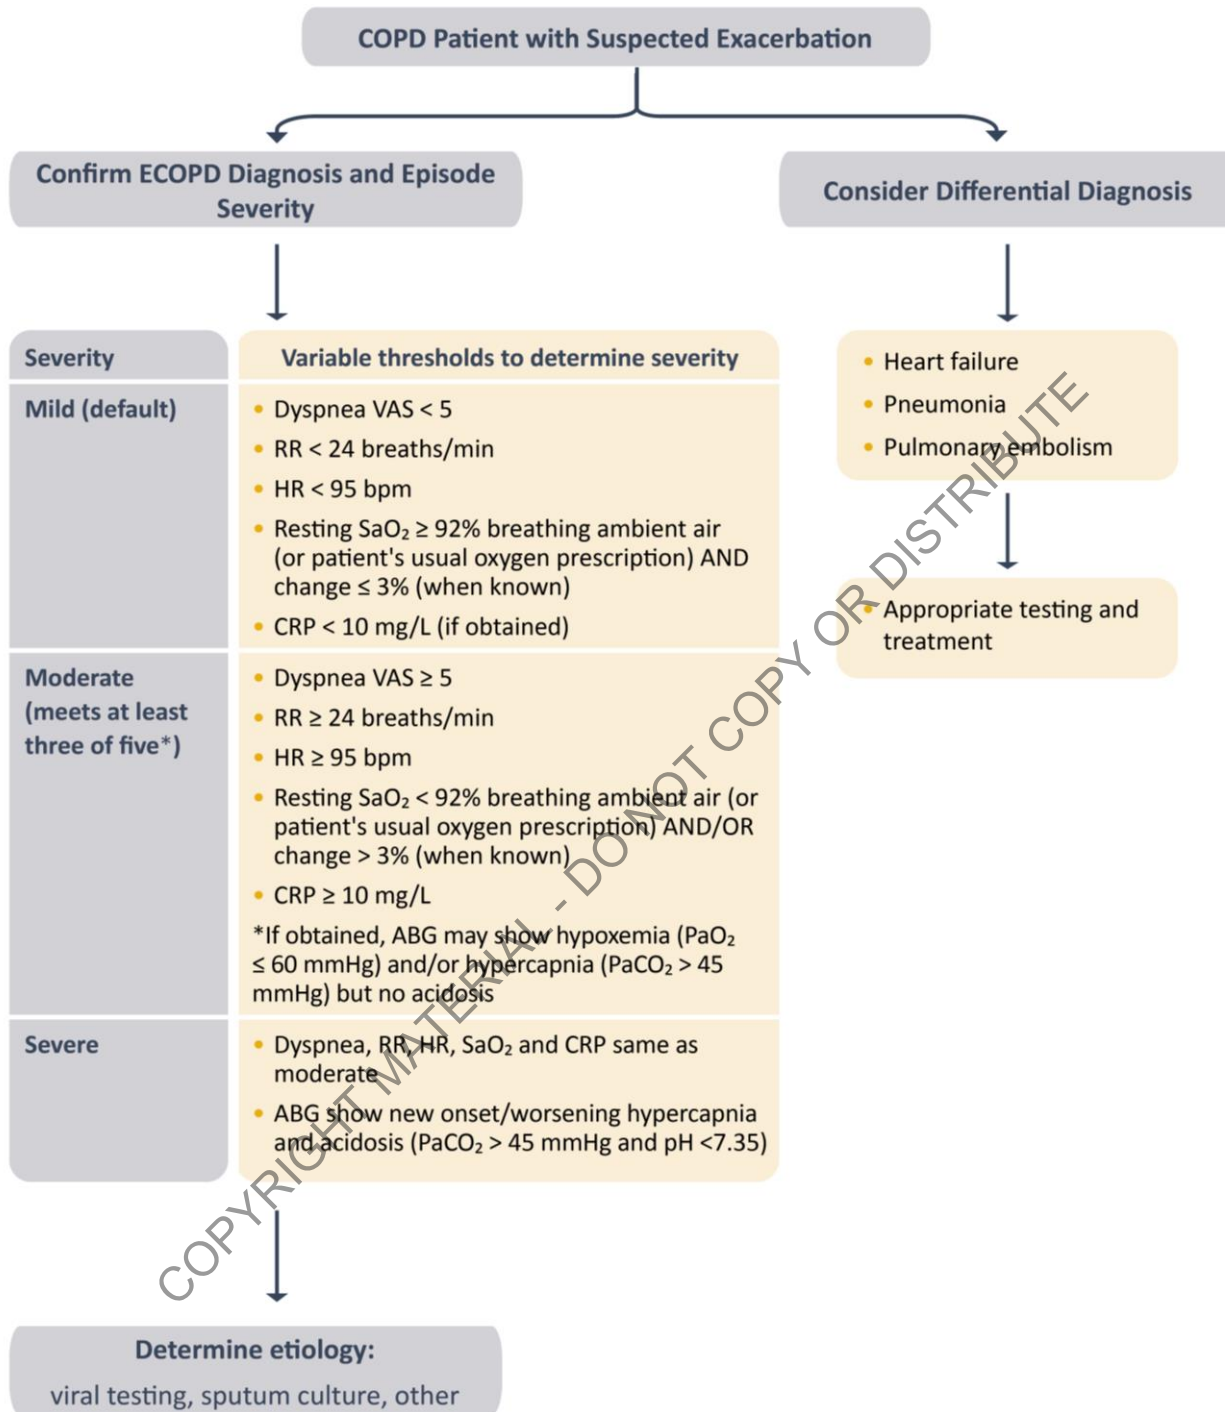 COPD Patient with Suspected Exacerbation
Confirm ECOPD Diagnosis and Episode
Severity
Consider Differential Diagnosis
Severity
Variable thresholds to determine severity
Mild (default)
• Dyspnea VAS < 5
• RR < 24 breaths/min
• HR < 95 bpm
• Resting SaO₂ ≥ 92% breathing ambient air
(or patient's usual oxygen prescription) AND
change ≤ 3% (when known)
• CRP < 10 mg/L (if obtained)
Moderate
(meets at least
three of five*)
• Dyspnea VAS ≥ 5
• RR ≥ 24 breaths/min
• HR ≥ 95 bpm
• Resting SaO₂ < 92% breathing ambient air (or
patient's usual oxygen prescription) AND/OR
change > 3% (when known)
• CRP ≥ 10 mg/L
*If obtained, ABG may show hypoxemia (PaO₂
≤ 60 mmHg) and/or hypercapnia (PaCO₂ > 45
mmHg) but no acidosis
Severe
• Dyspnea, RR, HR, SaO₂ and CRP same as
moderate
• ABG show new onset/worsening hypercapnia
and acidosis (PaCO₂ > 45 mmHg and pH <7.35)
Determine etiology:
viral testing, sputum culture, other
• Heart failure
• Pneumonia
• Pulmonary embolism
• Appropriate testing and
treatment
COPYRIGHT MATERIAL - DO NOT COPY OR DISTRIBUTE